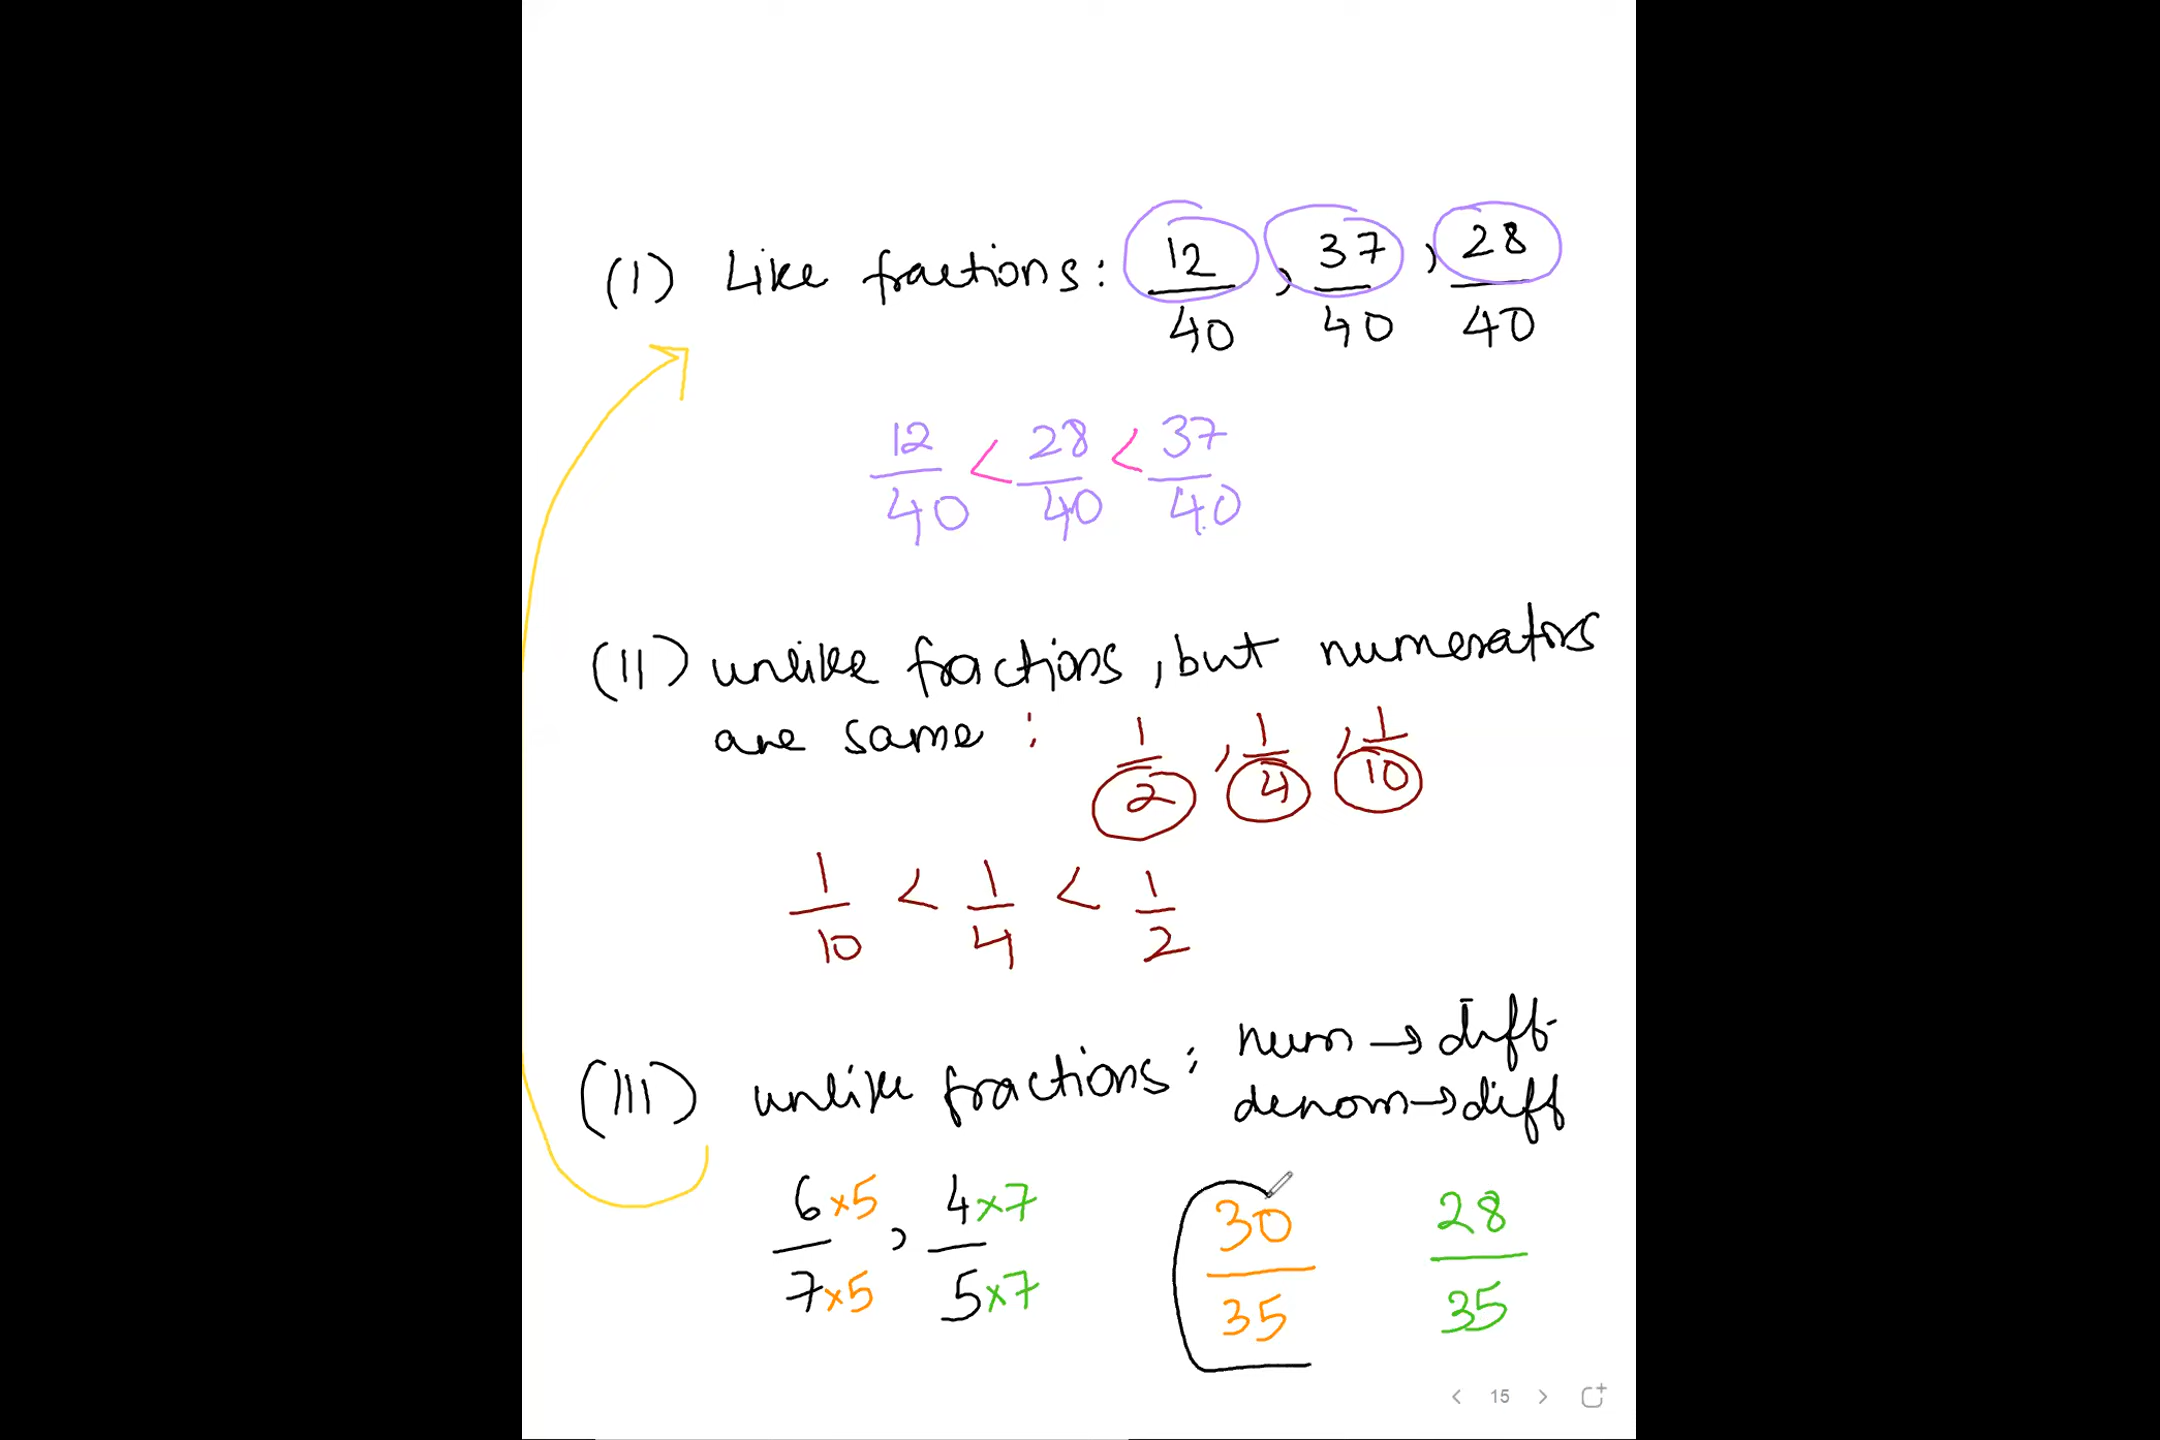 (I) Like fractions: 12/40, 37/40, 28/40
12/40 < 28/40 < 37/40
(II) unlike fractions, but numerators
are same : 1/2, 1/4, 1/10
1/10 < 1/4 < 1/2
(III) unlike fractions: num → diff
denom → diff
6×5/7×5, 4×7/5×7 30/35 28/35
< 15 >